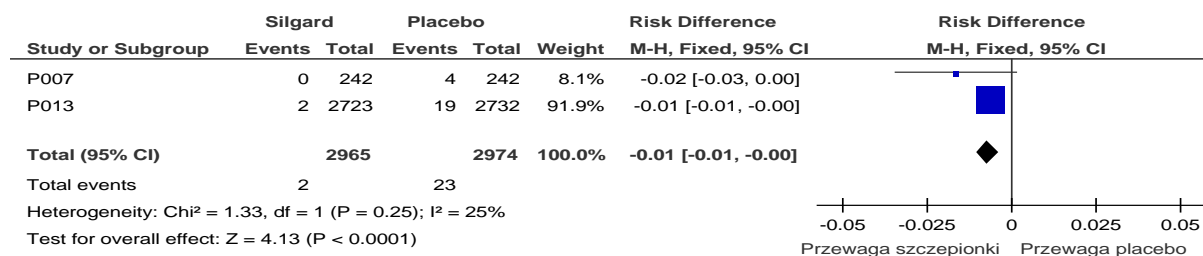 Silgard Placebo Risk Difference Risk Difference
Study or Subgroup Events Total Events Total Weight M-H, Fixed, 95% CI M-H, Fixed, 95% CI
P007 0 242 4 242 8.1% -0.02 [-0.03, 0.00]
P013 2 2723 19 2732 91.9% -0.01 [-0.01, -0.00]
Total (95% CI) 2965 2974 100.0% -0.01 [-0.01, -0.00]
Total events 2 23
Heterogeneity: Chi² = 1.33, df = 1 (P = 0.25); I² = 25%
Test for overall effect: Z = 4.13 (P < 0.0001)
-0.05 -0.025 0 0.025 0.05
Przewaga szczepionki Przewaga placebo